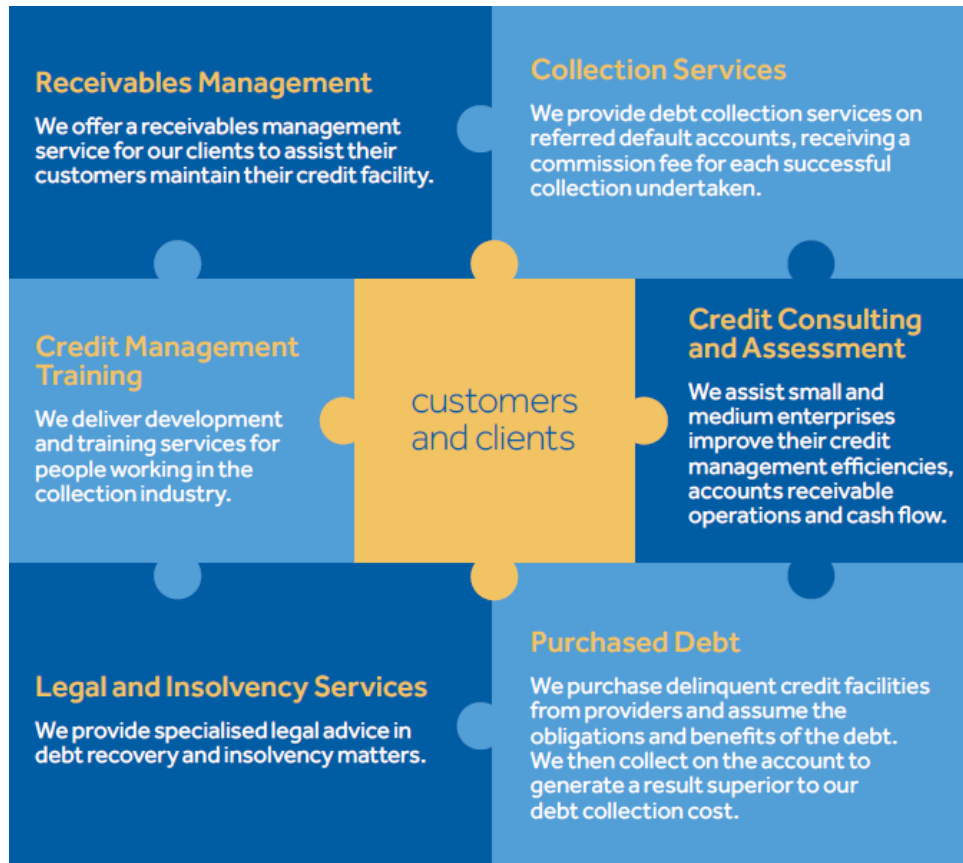 Receivables Management
We offer a receivables management
service for our clients to assist their
customers maintain their credit facility.
Collection Services
We provide debt collection services on
referred default accounts, receiving a
commission fee for each successful
collection undertaken.
Credit Management
Training
We deliver development
and training services for
people working in the
collection industry.
customers
and clients
Credit Consulting
and Assessment
We assist small and
medium enterprises
improve their credit
management efficiencies,
accounts receivable
operations and cash flow.
Legal and Insolvency Services
We provide specialised legal advice in
debt recovery and insolvency matters.
Purchased Debt
We purchase delinquent credit facilities
from providers and assume the
obligations and benefits of the debt.
We then collect on the account to
generate a result superior to our
debt collection cost.